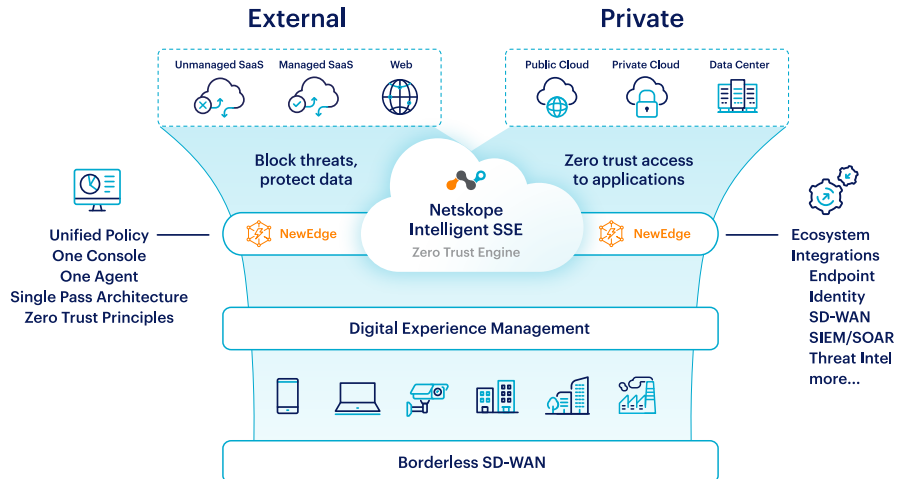 External
Private
Unmanaged SaaS
Managed SaaS
Web
Public Cloud
Private Cloud
Data Center
Block threats,
protect data
Zero trust access
to applications
Netskope
Intelligent SSE
Zero Trust Engine
NewEdge
NewEdge
Unified Policy
One Console
One Agent
Single Pass Architecture
Zero Trust Principles
Ecosystem
Integrations
Endpoint
Identity
SD-WAN
SIEM/SOAR
Threat Intel
more...
Digital Experience Management
Borderless SD-WAN